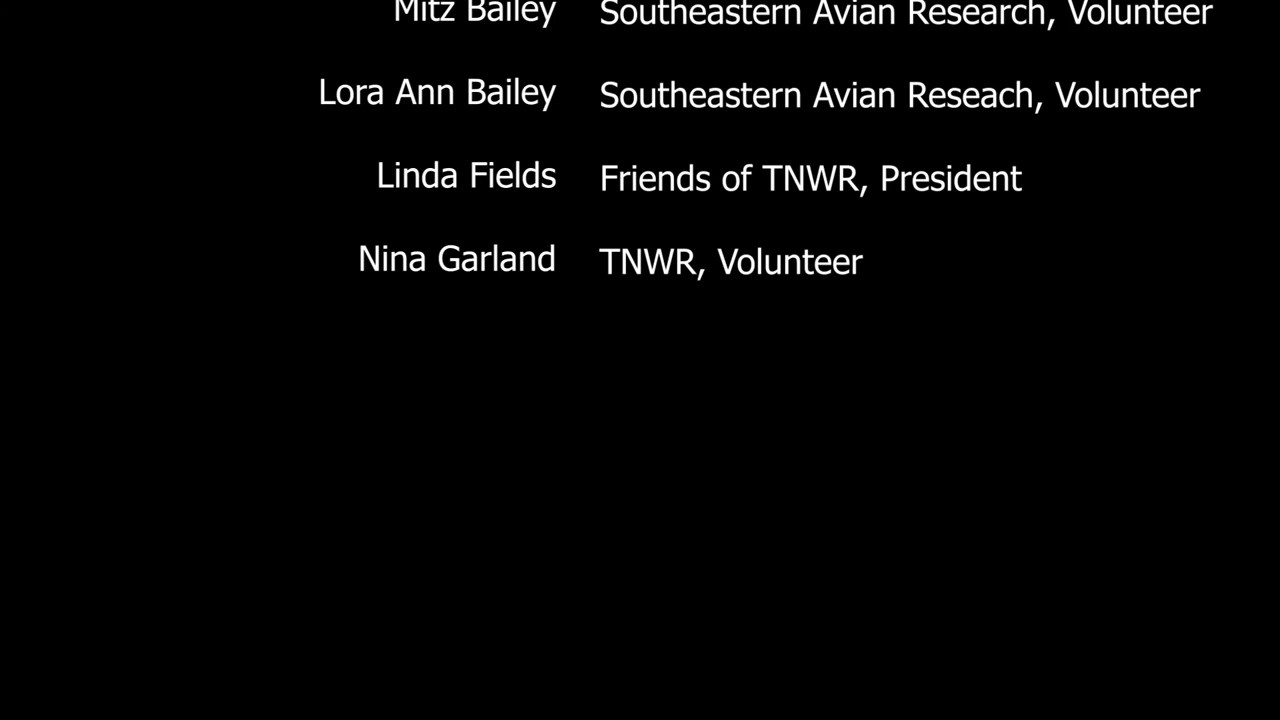 Mitz Bailey Southeastern Avian Research, Volunteer
Lora Ann Bailey Southeastern Avian Reseach, Volunteer
Linda Fields Friends of TNWR, President
Nina Garland TNWR, Volunteer